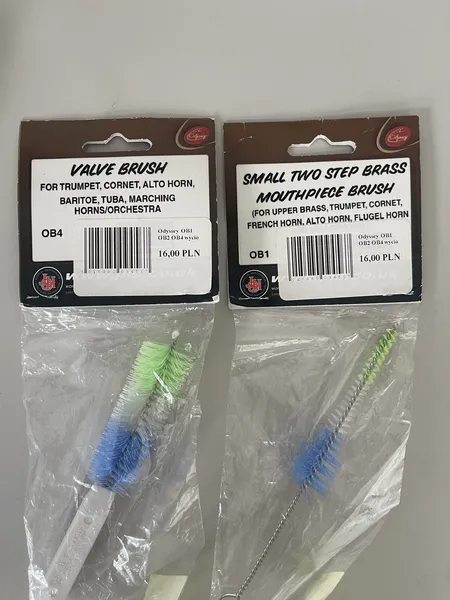 VALVE BRUSH
FOR TRUMPET, CORNET, ALTO HORN,
BARITOE, TUBA, MARCHING
HORNS/ORCHESTRA
OB4
Odyssey OB1
OB2 OB4 wycio
16,00 PLN
SMALL TWO STEP BRASS
MOUTHPIECE BRUSH
(FOR UPPER BRASS, TRUMPET, CORNET,
FRENCH HORN, ALTO HORN, FLUGEL HORN
OB1
Odyssey OB1
OB2 OB4 wycio
16,00 PLN